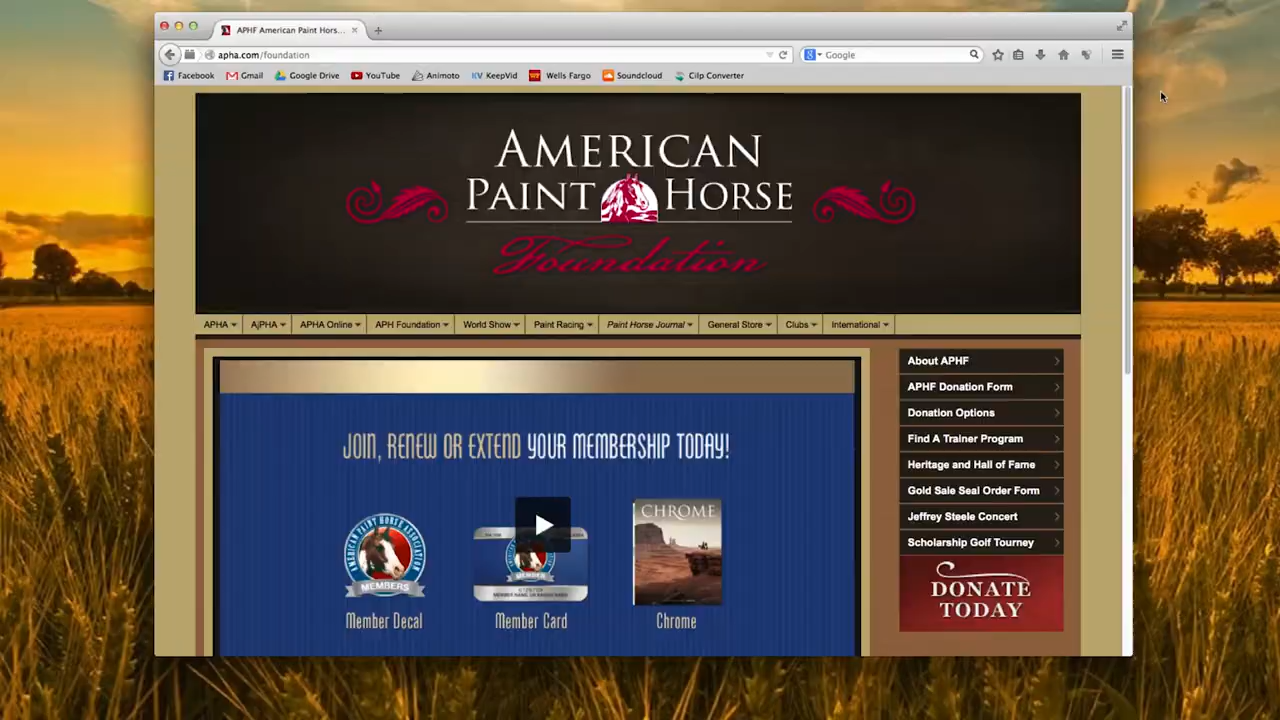 APHF American Paint Hors...
apha.com/foundation
Google
Facebook
Gmail
Google Drive
YouTube
Animoto
KV KeepVid
Wells Fargo
Soundcloud
Cilp Converter
AMERICAN
PAINT HORSE
Foundation
APHA
AjPHA
APHA Online
APH Foundation
World Show
Paint Racing
Paint Horse Journal
General Store
Clubs
International
JOIN, RENEW OR EXTEND YOUR MEMBERSHIP TODAY!
AMERICAN PAINT HORSE ASSOCIATION
MEMBERS
MEMBER
CHROME
Member Decal
Member Card
Chrome
About APHF
APHF Donation Form
Donation Options
Find A Trainer Program
Heritage and Hall of Fame
Gold Sale Seal Order Form
Jeffrey Steele Concert
Scholarship Golf Tourney
DONATE
TODAY